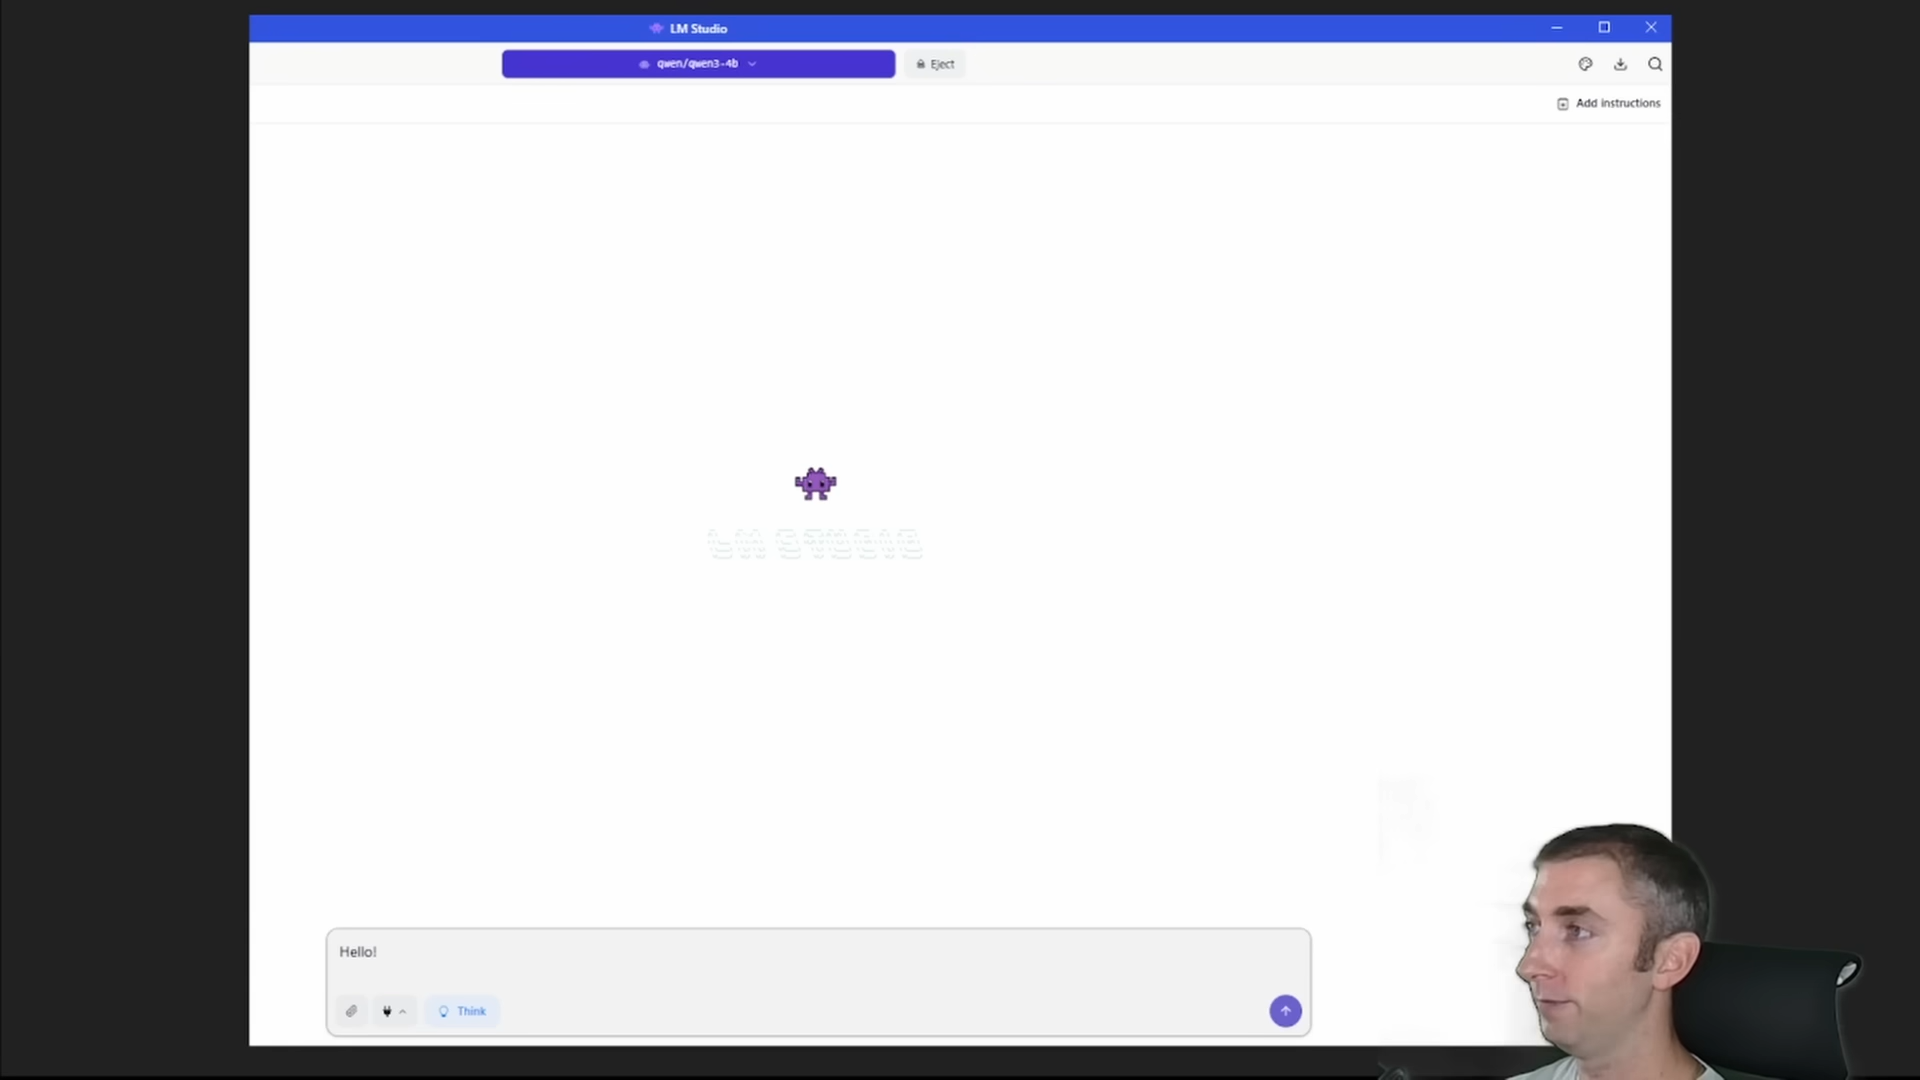 LM Studio
qwen/qwen3-4b
Eject
Add instructions
Hello!
Think